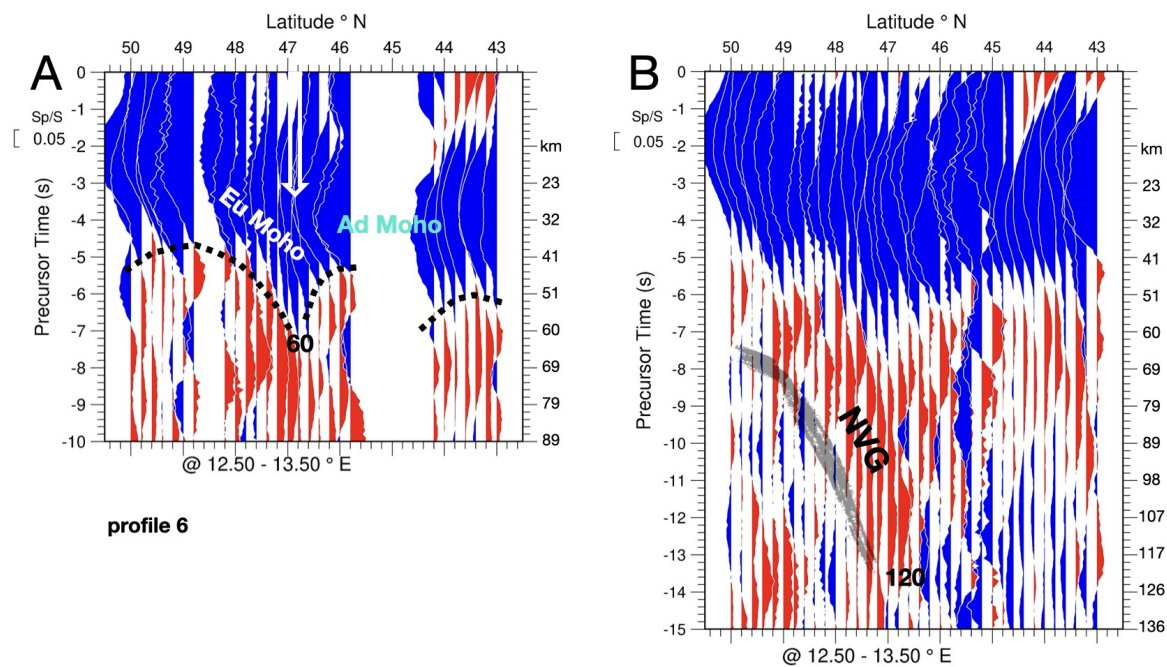 A
Latitude ° N
50 49 48 47 46 45 44 43
Sp/S
0.05
Precursor Time (s)
0
-1
-2
-3
-4
-5
-6
-7
-8
-9
-10
km
23
32
41
51
60
69
79
89
Eu Moho
Ad Moho
60
@ 12.50 - 13.50 ° E
profile 6
B
Latitude ° N
50 49 48 47 46 45 44 43
Sp/S
0.05
Precursor Time (s)
0
-1
-2
-3
-4
-5
-6
-7
-8
-9
-10
-11
-12
-13
-14
-15
km
23
32
41
51
60
69
79
89
98
107
117
126
136
NVG
120
@ 12.50 - 13.50 ° E